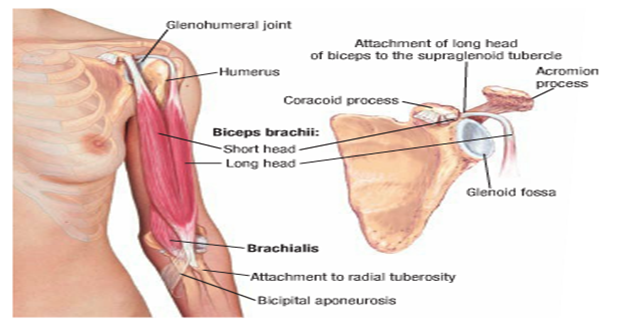 Glenohumeral joint
Humerus
Biceps brachii:
Short head
Long head
Brachialis
Attachment to radial tuberosity
Bicipital aponeurosis
Attachment of long head
of biceps to the supraglenoid tubercle
Acromion
process
Coracoid process
Glenoid fossa